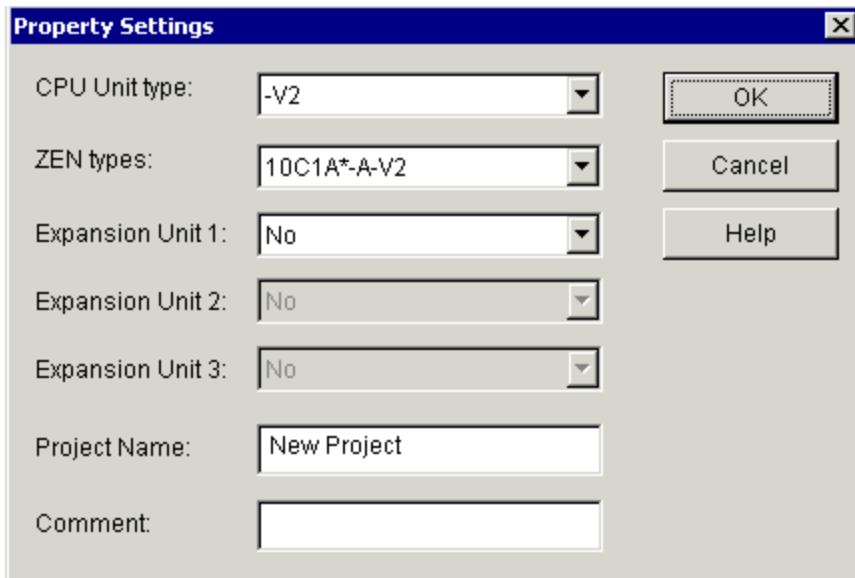 Property Settings
CPU Unit type: -V2 OK
ZEN types: 10C1A*-A-V2 Cancel
Expansion Unit 1: No Help
Expansion Unit 2: No
Expansion Unit 3: No
Project Name: New Project
Comment: